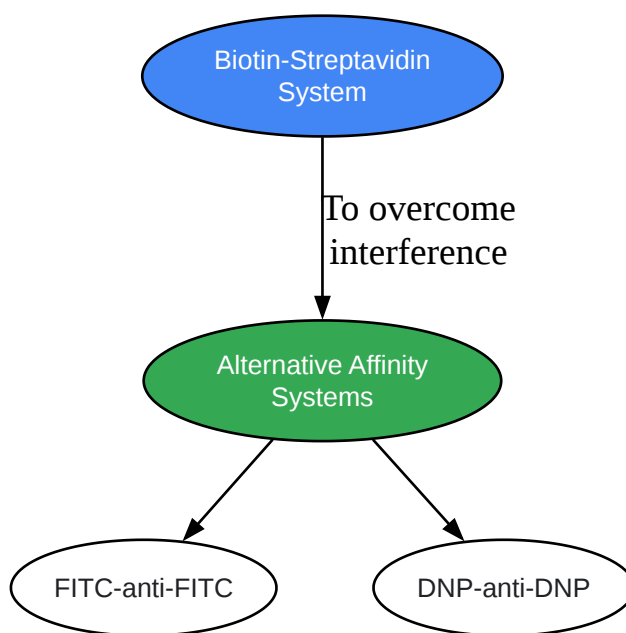 Biotin-Streptavidin
System
To overcome
interference
Alternative Affinity
Systems
FITC-anti-FITC
DNP-anti-DNP